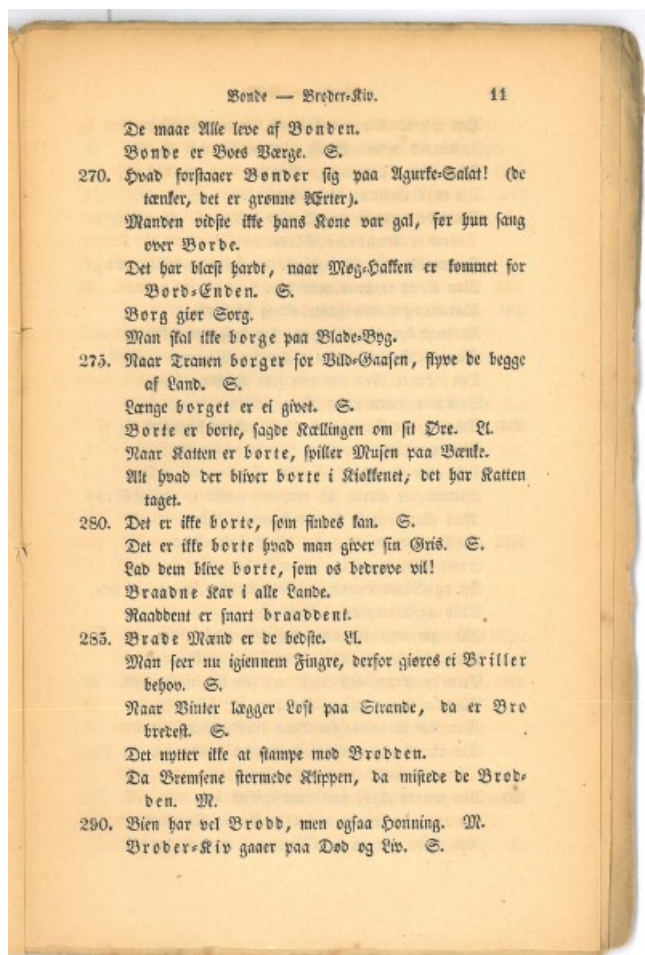 Bonde — Broder-Kiv. 11
De maae Alle leve af Bonden.
Bonde er Boes Værge. S.
270. Hvad forstaaer Bonder sig paa Agurke-Salat! (de
tænker, det er grønne Ærter).
Manden vidste ikke hans Kone var gal, før hun sang
over Borde.
Det har blæst hardt, naar Møg-Hakken er kommet for
Bord-Enden. S.
Borg giør Sorg.
Man skal ikke borge paa Blade-Byg.
275. Naar Tranen borger for Vild-Gaasen, flyve de begge
af Land. S.
Længe borget er ei givet. S.
Borte er borte, sagde Kællingen om sit Øre. Ll.
Naar Katten er borte, spiller Musen paa Bænke.
Alt hvad der bliver borte i Kiøkkenet, det har Katten
taget.
280. Det er ikke borte, som findes kan. S.
Det er ikke borte hvad man giver sin Gris. S.
Lad dem blive borte, som os bedrøve vil!
Braadne Kar i alle Lande.
Raaddent er snart braaddent.
285. Brade Mænd er de bedste. Ll.
Man seer nu igiennem Fingre, derfor giøres ei Briller
behov. S.
Naar Vinter lægger Loft paa Strande, da er Bro
bredest. S.
Det nytter ikke at stampe mod Brodden.
Da Bremsene stormede Klippen, da mistede de Brod-
den. M.
290. Bien har vel Brodd, men ogsaa Honning. M.
Broder-Kiv gaaer paa Død og Liv. S.